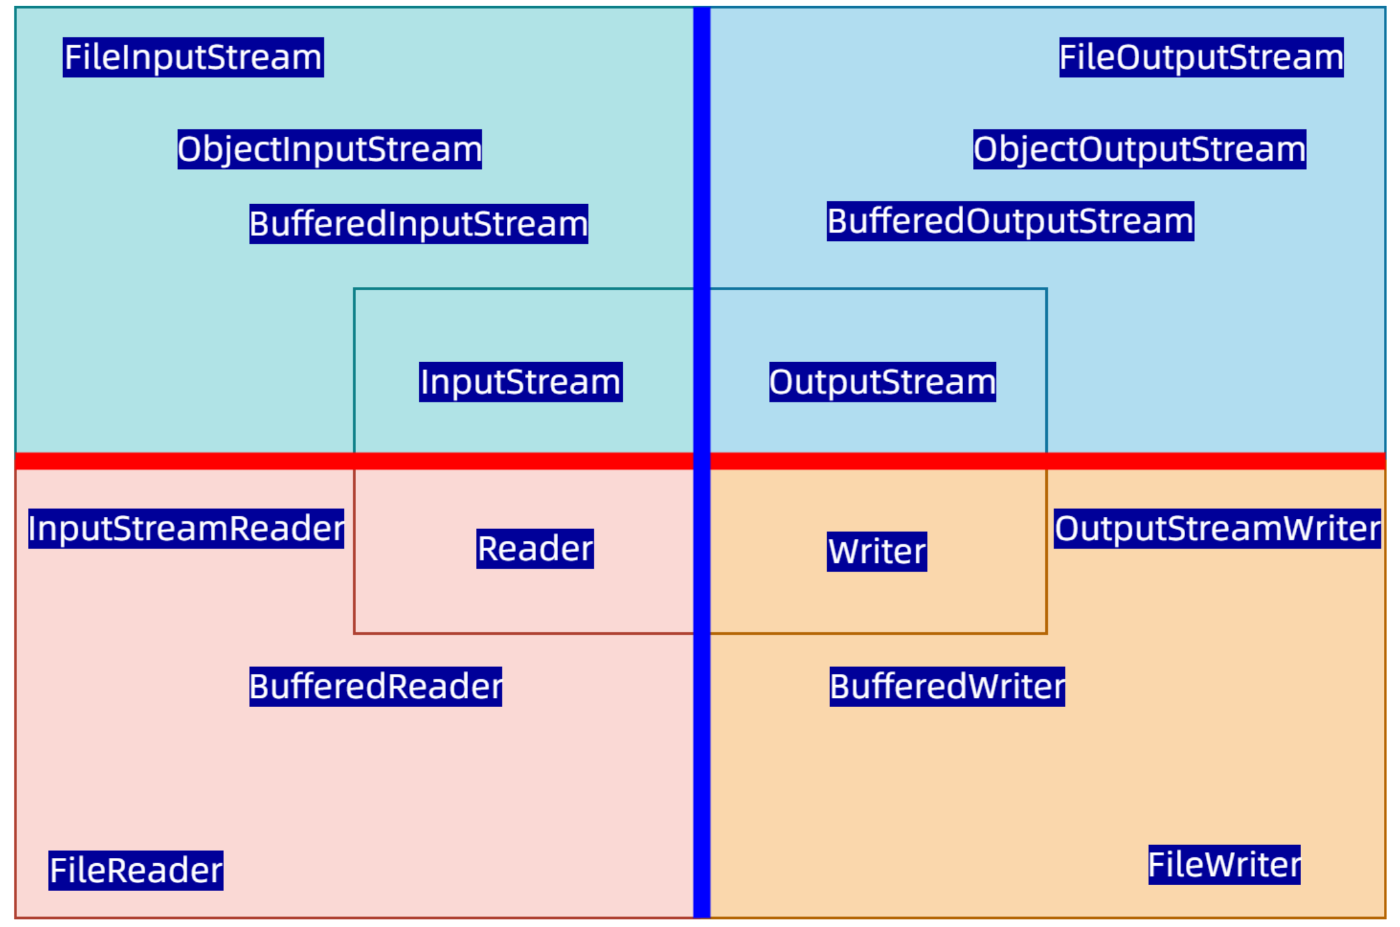 FileInputStream
FileOutputStream
ObjectInputStream
ObjectOutputStream
BufferedInputStream
BufferedOutputStream
InputStream
OutputStream
InputStreamReader
Reader
Writer
OutputStreamWriter
BufferedReader
BufferedWriter
FileReader
FileWriter